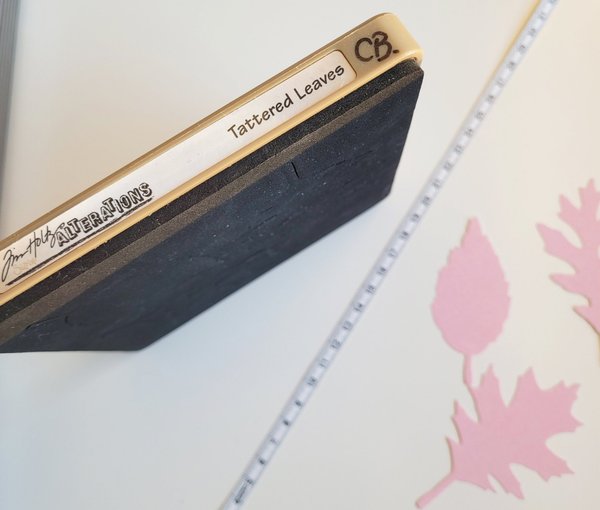 CB.
Tattered Leaves
Tim Holtz ALTERATIONS